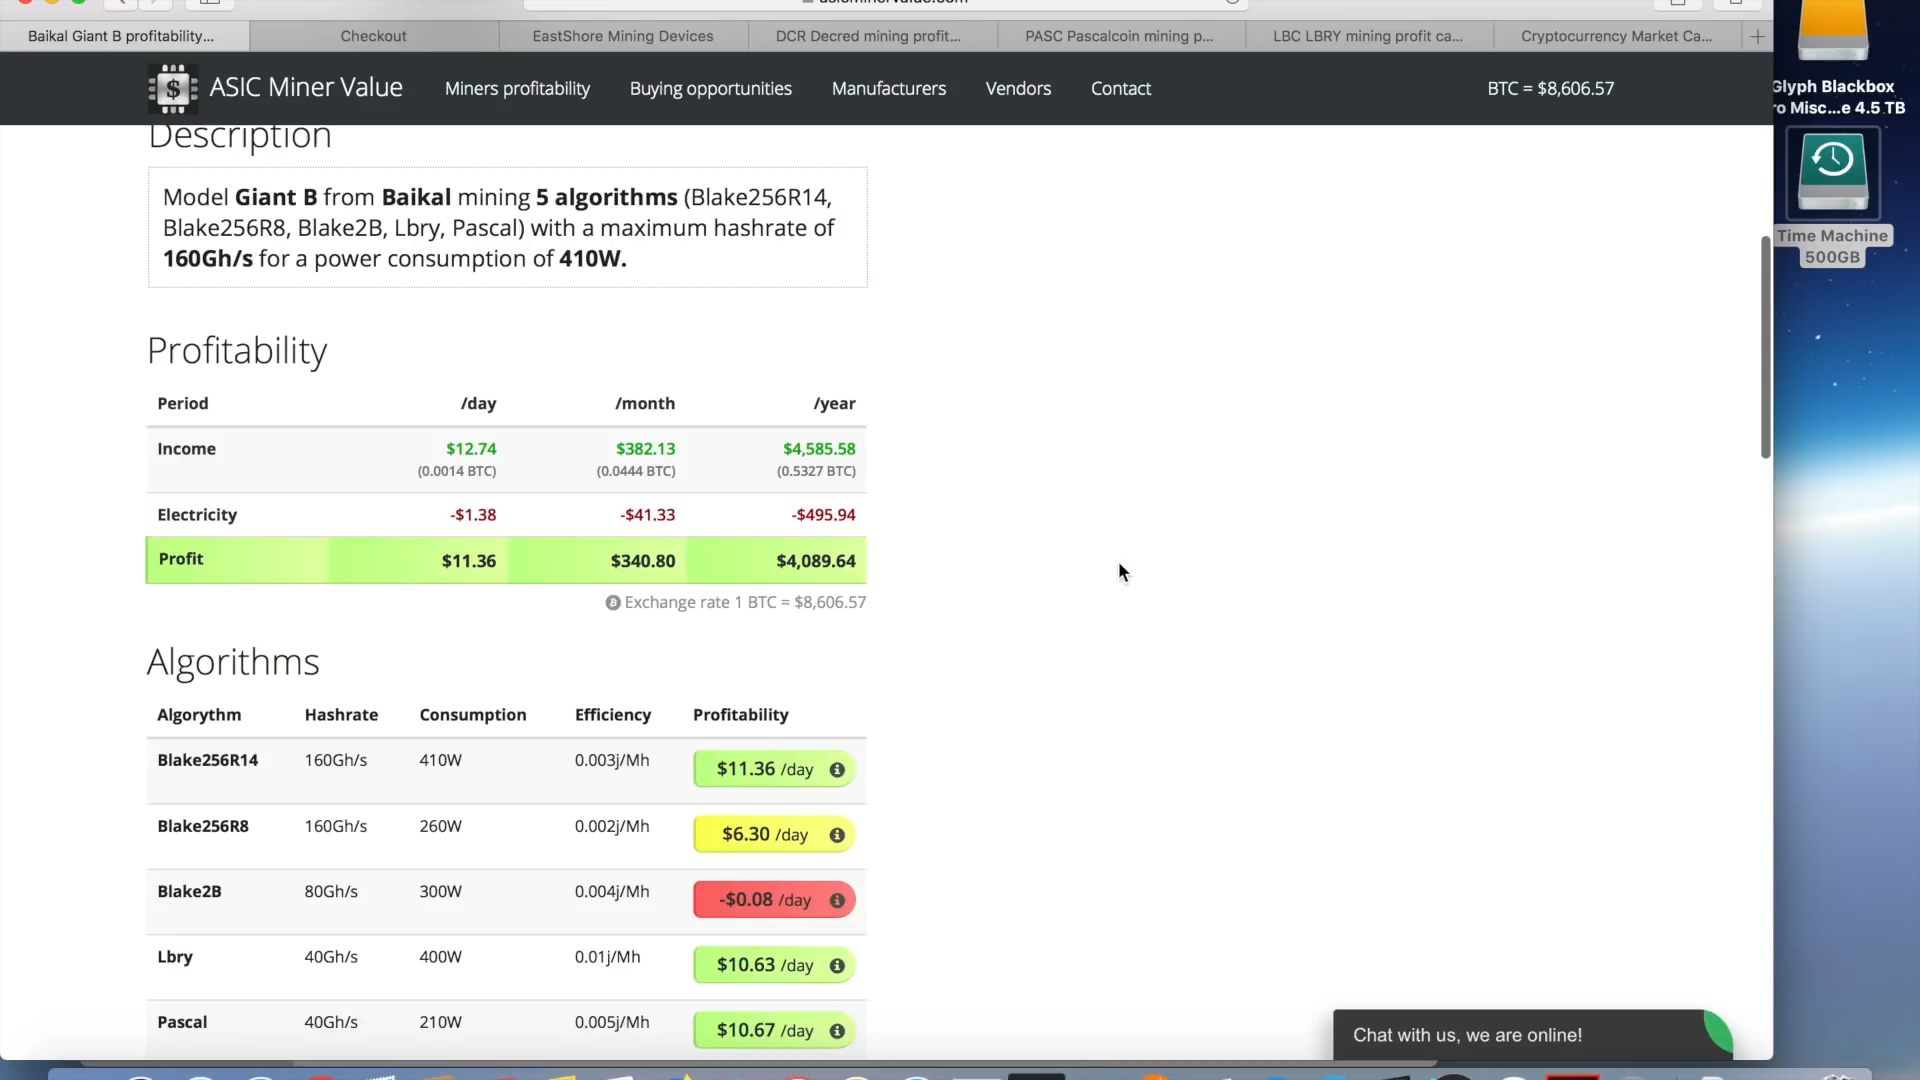 Baikal Giant B profitability...
Checkout
EastShore Mining Devices
DCR Decred mining profit...
PASC Pascalcoin mining p...
LBC LBRY mining profit ca...
Cryptocurrency Market Ca...
ASIC Miner Value
Miners profitability
Buying opportunities
Manufacturers
Vendors
Contact
BTC = $8,606.57
Glyph Blackbox
ro Misc...e 4.5 TB
Time Machine
500GB
Description
Model Giant B from Baikal mining 5 algorithms (Blake256R14,
Blake256R8, Blake2B, Lbry, Pascal) with a maximum hashrate of
160Gh/s for a power consumption of 410W.
Profitability
Period /day /month /year
Income $12.74 $382.13 $4,585.58
(0.0014 BTC) (0.0444 BTC) (0.5327 BTC)
Electricity -$1.38 -$41.33 -$495.94
Profit $11.36 $340.80 $4,089.64
Exchange rate 1 BTC = $8,606.57
Algorithms
Algorythm Hashrate Consumption Efficiency Profitability
Blake256R14 160Gh/s 410W 0.003j/Mh $11.36 /day
Blake256R8 160Gh/s 260W 0.002j/Mh $6.30 /day
Blake2B 80Gh/s 300W 0.004j/Mh -$0.08 /day
Lbry 40Gh/s 400W 0.01j/Mh $10.63 /day
Pascal 40Gh/s 210W 0.005j/Mh $10.67 /day
Chat with us, we are online!